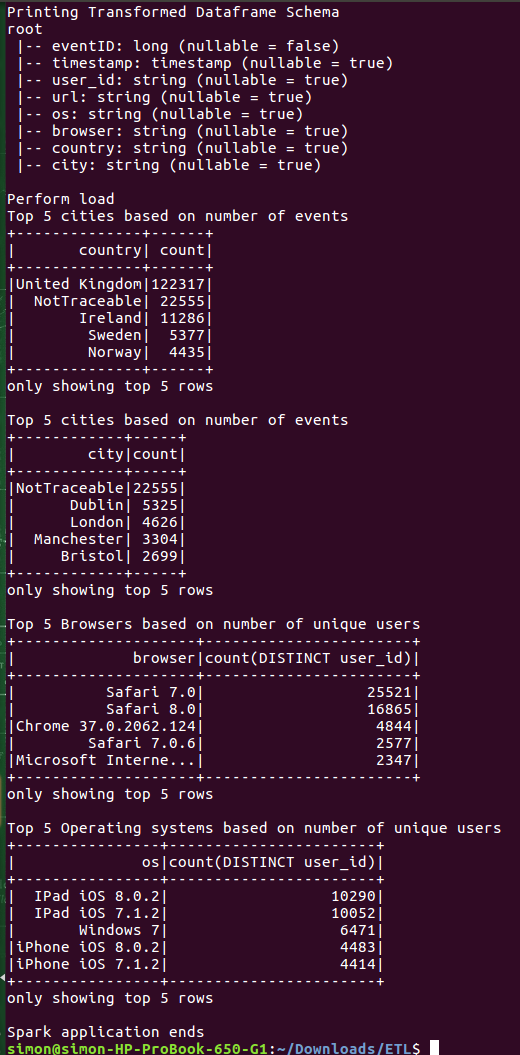 Printing Transformed Dataframe Schema
root
 |-- eventID: long (nullable = false)
 |-- timestamp: timestamp (nullable = true)
 |-- user_id: string (nullable = true)
 |-- url: string (nullable = true)
 |-- os: string (nullable = true)
 |-- browser: string (nullable = true)
 |-- country: string (nullable = true)
 |-- city: string (nullable = true)

Perform load
Top 5 cities based on number of events
+--------------+------+
|       country| count|
+--------------+------+
|United Kingdom|122317|
|  NotTraceable| 22555|
|       Ireland| 11286|
|        Sweden|  5377|
|        Norway|  4435|
+--------------+------+
only showing top 5 rows

Top 5 cities based on number of events
+------------+-----+
|        city|count|
+------------+-----+
|NotTraceable|22555|
|      Dublin| 5325|
|      London| 4626|
|  Manchester| 3304|
|     Bristol| 2699|
+------------+-----+
only showing top 5 rows

Top 5 Browsers based on number of unique users
+--------------------+-----------------------+
|             browser|count(DISTINCT user_id)|
+--------------------+-----------------------+
|          Safari 7.0|                  25521|
|          Safari 8.0|                  16865|
|Chrome 37.0.2062.124|                   4844|
|        Safari 7.0.6|                   2577|
|Microsoft Interne...|                   2347|
+--------------------+-----------------------+
only showing top 5 rows

Top 5 Operating systems based on number of unique users
+----------------+-----------------------+
|              os|count(DISTINCT user_id)|
+----------------+-----------------------+
|  IPad iOS 8.0.2|                  10290|
|  IPad iOS 7.1.2|                  10052|
|       Windows 7|                   6471|
|iPhone iOS 8.0.2|                   4483|
|iPhone iOS 7.1.2|                   4414|
+----------------+-----------------------+
only showing top 5 rows

Spark application ends
simon@simon-HP-ProBook-650-G1:~/Downloads/ETL$